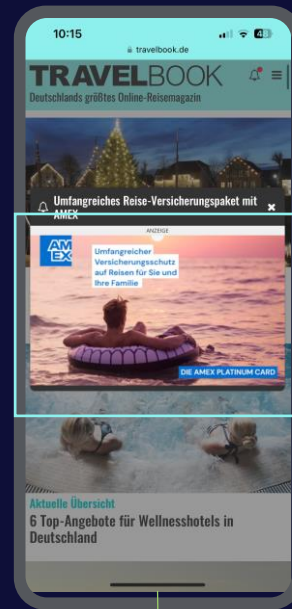 10:15
travelbook.de
TRAVELBOOK
Deutschlands größtes Online-Reisemagazin
Umfangreiches Reise-Versicherungspaket mit
AMEX
ANZEIGE
AM
EX
Umfangreicher
Versicherungsschutz
auf Reisen für Sie und
Ihre Familie
DIE AMEX PLATINUM CARD
Aktuelle Übersicht
6 Top-Angebote für Wellnesshotels in
Deutschland